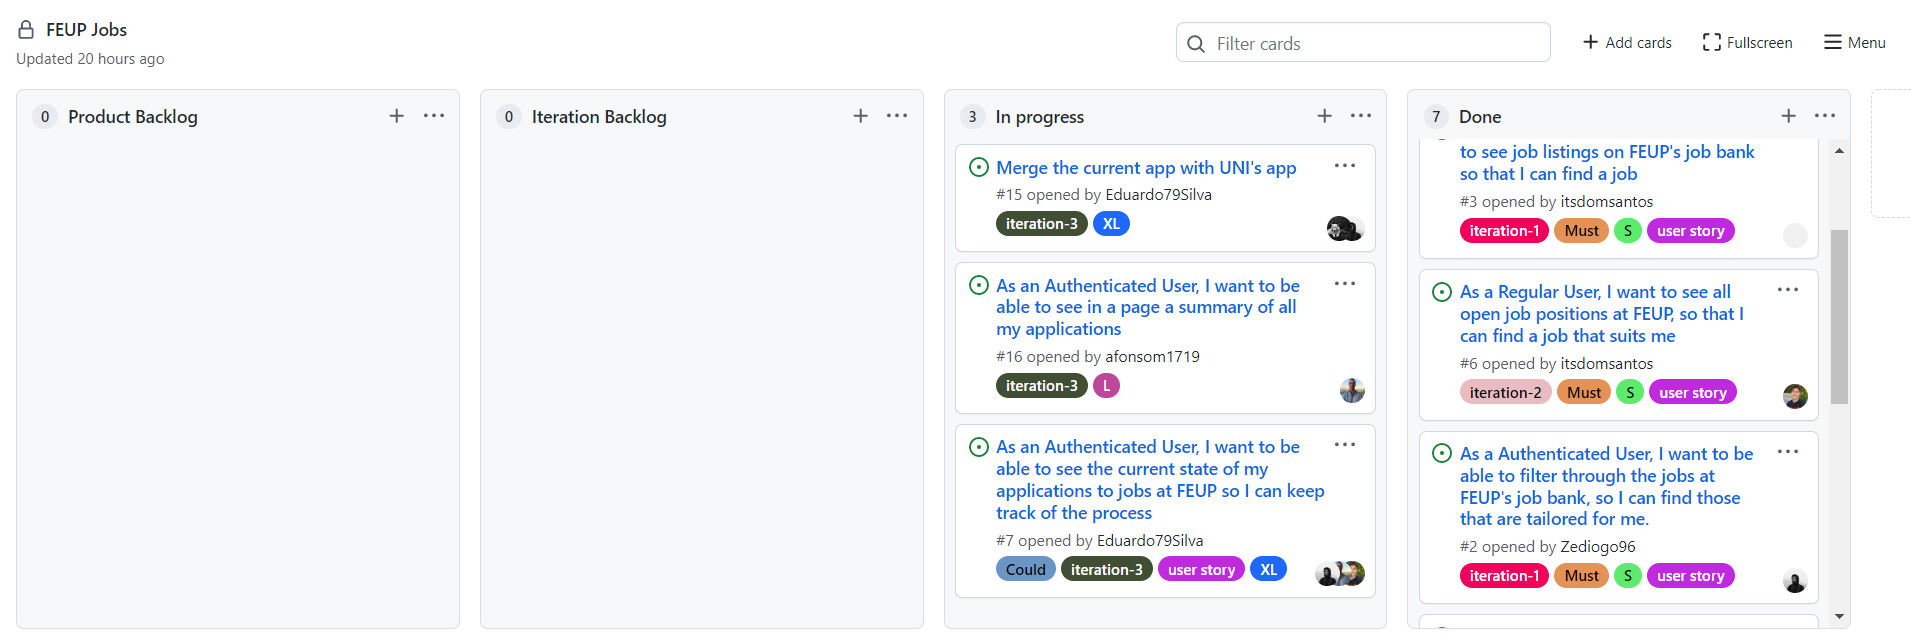 FEUP Jobs
Updated 20 hours ago
Filter cards
Add cards
Fullscreen
Menu
0 Product Backlog
0 Iteration Backlog
3 In progress
Merge the current app with UNI's app
#15 opened by Eduardo79Silva
iteration-3 XL
As an Authenticated User, I want to be
able to see in a page a summary of all
my applications
#16 opened by afonsom1719
iteration-3 L
As an Authenticated User, I want to be
able to see the current state of my
applications to jobs at FEUP so I can keep
track of the process
#7 opened by Eduardo79Silva
Could iteration-3 user story XL
7 Done
to see job listings on FEUP's job bank
so that I can find a job
#3 opened by itsdomsantos
iteration-1 Must S user story
As a Regular User, I want to see all
open job positions at FEUP, so that I
can find a job that suits me
#6 opened by itsdomsantos
iteration-2 Must S user story
As a Authenticated User, I want to be
able to filter through the jobs at
FEUP's job bank, so I can find those
that are tailored for me.
#2 opened by Zediogo96
iteration-1 Must S user story